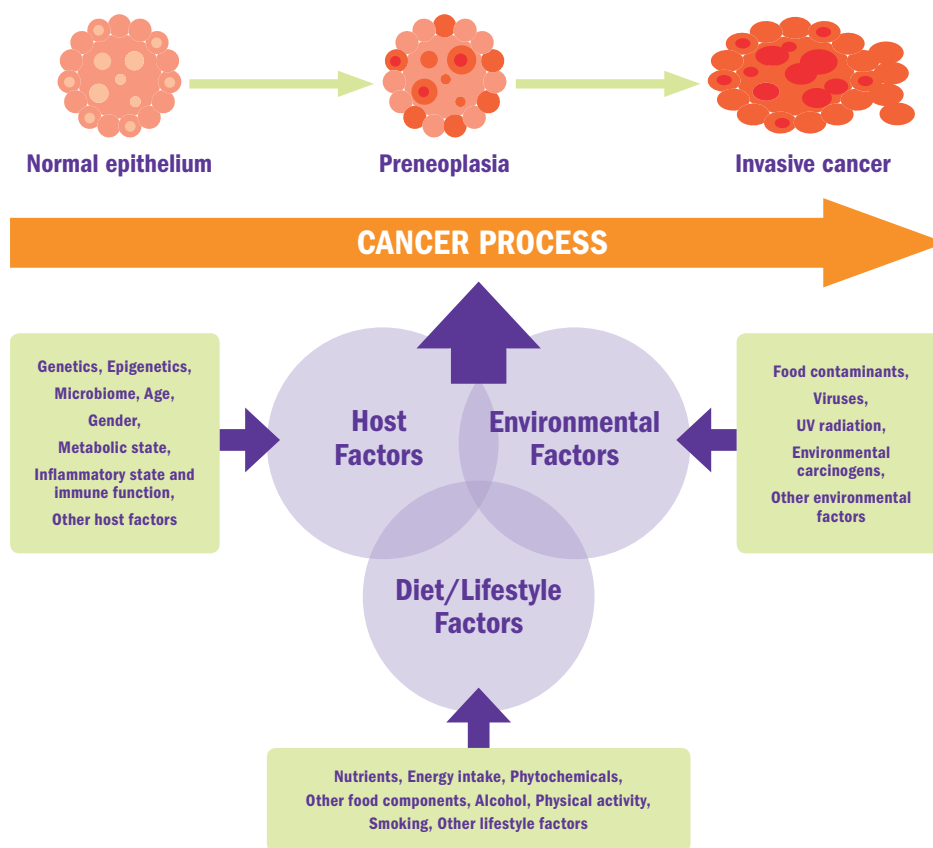 Normal epithelium
Preneoplasia
Invasive cancer
CANCER PROCESS
Genetics, Epigenetics,
Microbiome, Age,
Gender,
Metabolic state,
Inflammatory state and
immune function,
Other host factors
Host
Factors
Environmental
Factors
Food contaminants,
Viruses,
UV radiation,
Environmental
carcinogens,
Other environmental
factors
Diet/Lifestyle
Factors
Nutrients, Energy intake, Phytochemicals,
Other food components, Alcohol, Physical activity,
Smoking, Other lifestyle factors